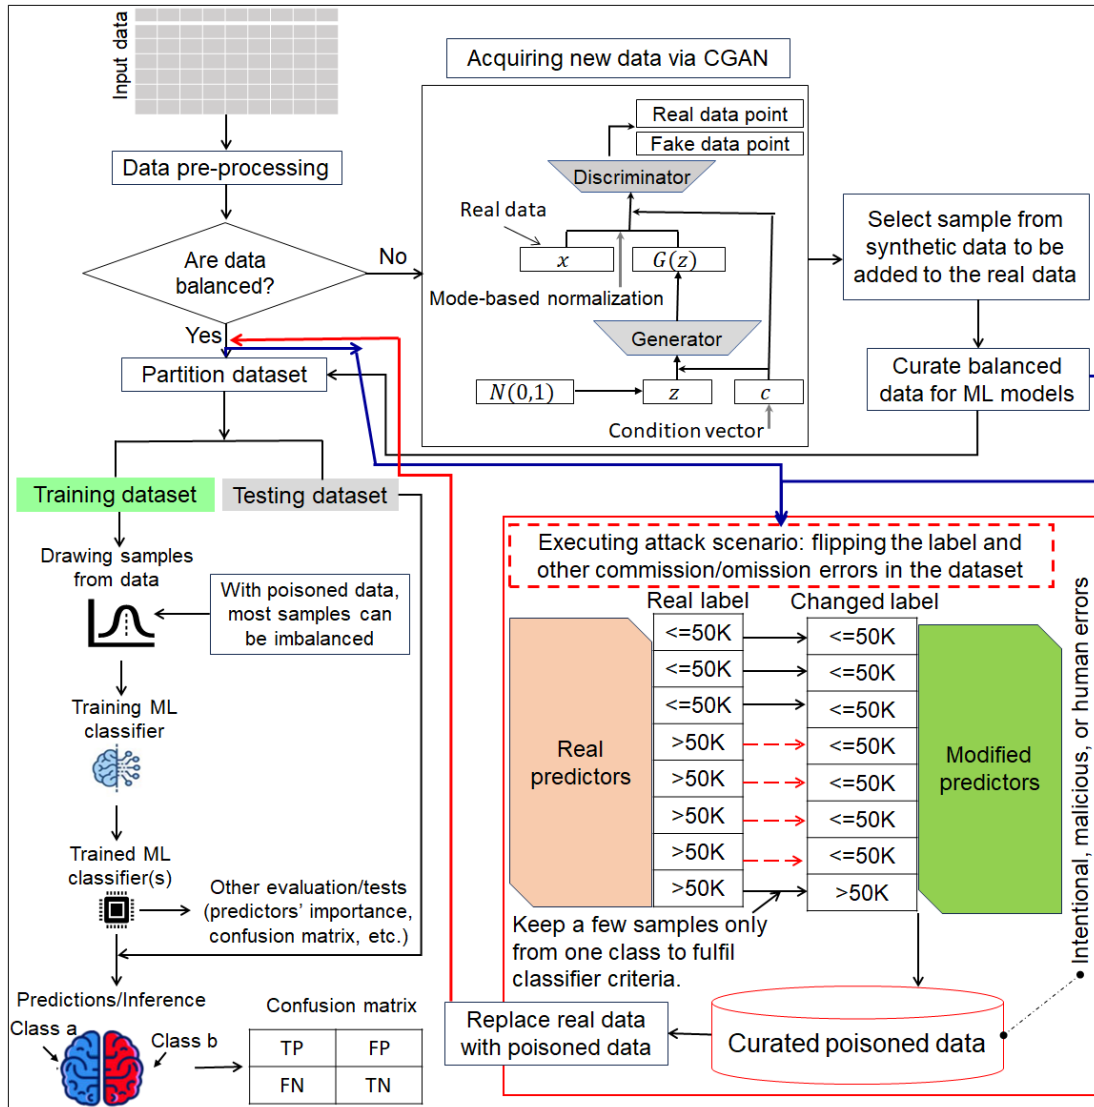 Input data
Data pre-processing
Are data
balanced?
No
Yes
Partition dataset
Acquiring new data via CGAN
Real data point
Fake data point
Discriminator
Real data
x
G(z)
Mode-based normalization
Generator
N(0,1)
z
c
Condition vector
Select sample from
synthetic data to be
added to the real data
Curate balanced
data for ML models
Training dataset
Testing dataset
Drawing samples
from data
With poisoned data,
most samples can
be imbalanced
Training ML
classifier
Trained ML
classifier(s)
Other evaluation/tests
(predictors' importance,
confusion matrix, etc.)
Predictions/Inference
Class a
Class b
Confusion matrix
TP FP
FN TN
Executing attack scenario: flipping the label and
other commission/omission errors in the dataset
Real label Changed label
<=50K <=50K
<=50K <=50K
<=50K <=50K
>50K <=50K
>50K <=50K
>50K <=50K
>50K <=50K
>50K >50K
Real
predictors
Modified
predictors
Keep a few samples only
from one class to fulfil
classifier criteria.
Intentional, malicious, or human errors
Curated poisoned data
Replace real data
with poisoned data